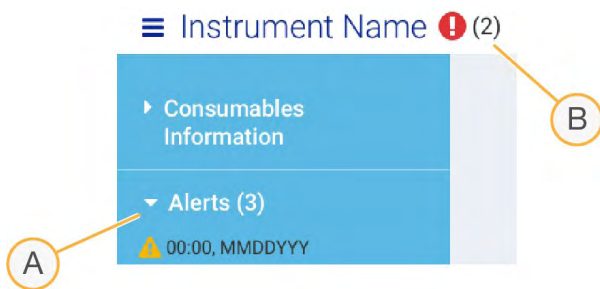 Instrument Name (2)
Consumables
Information
B
Alerts (3)
A
00:00, MMDDYYY